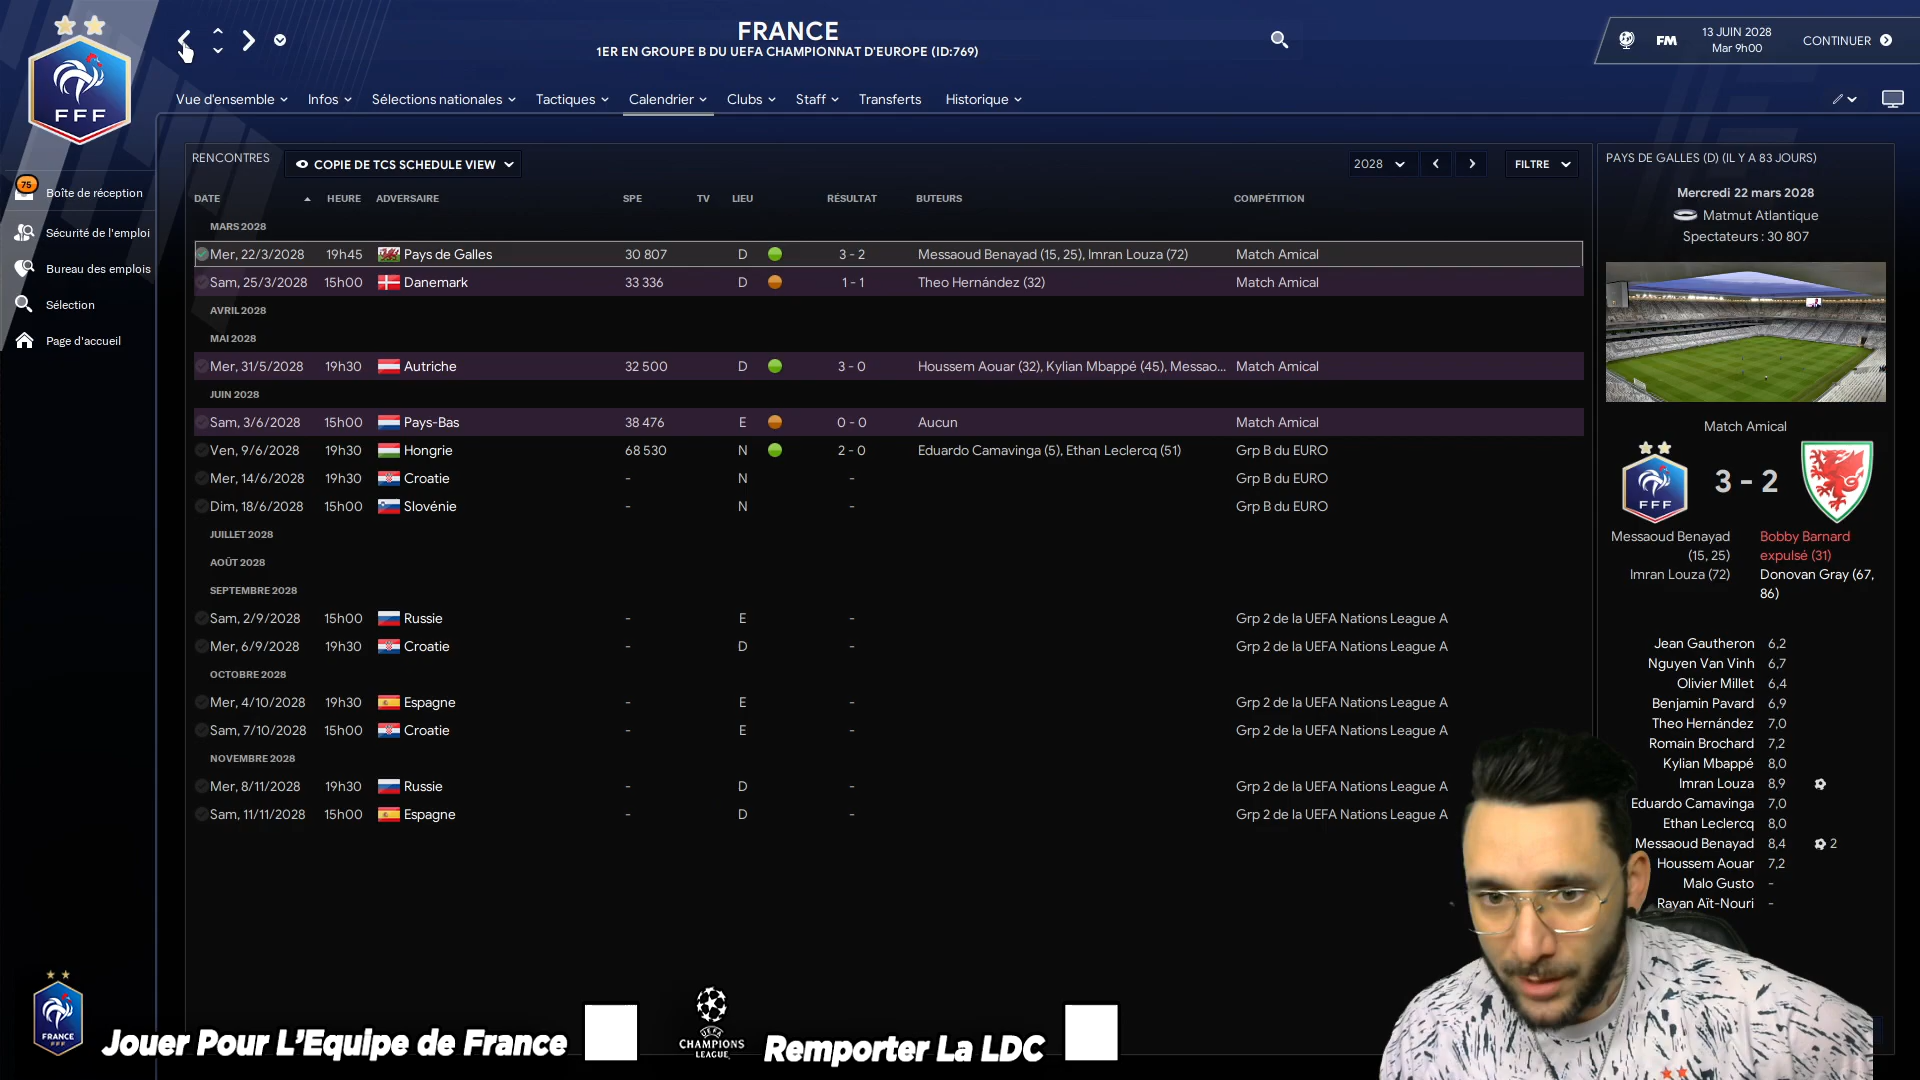 FRANCE
1ER EN GROUPE B DU UEFA CHAMPIONNAT D'EUROPE (ID:769)
FM
13 JUIN 2028
Mar 9h00
CONTINUER
FFF
Vue d'ensemble
Infos
Sélections nationales
Tactiques
Calendrier
Clubs
Staff
Transferts
Historique
75
Boîte de réception
Sécurité de l'emploi
Bureau des emplois
Sélection
Page d'accueil
RENCONTRES
COPIE DE TCS SCHEDULE VIEW
2028
FILTRE
DATE HEURE ADVERSAIRE SPE TV LIEU RÉSULTAT BUTEURS COMPÉTITION
MARS 2028
Mer, 22/3/2028 19h45 Pays de Galles 30 807 D 3 - 2 Messaoud Benayad (15, 25), Imran Louza (72) Match Amical
Sam, 25/3/2028 15h00 Danemark 33 336 D 1 - 1 Theo Hernández (32) Match Amical
AVRIL 2028
MAI 2028
Mer, 31/5/2028 19h30 Autriche 32 500 D 3 - 0 Houssem Aouar (32), Kylian Mbappé (45), Messao... Match Amical
JUIN 2028
Sam, 3/6/2028 15h00 Pays-Bas 38 476 E 0 - 0 Aucun Match Amical
Ven, 9/6/2028 19h30 Hongrie 68 530 N 2 - 0 Eduardo Camavinga (5), Ethan Leclercq (51) Grp B du EURO
Mer, 14/6/2028 19h30 Croatie - N - Grp B du EURO
Dim, 18/6/2028 15h00 Slovénie - N - Grp B du EURO
JUILLET 2028
AOÛT 2028
SEPTEMBRE 2028
Sam, 2/9/2028 15h00 Russie - E - Grp 2 de la UEFA Nations League A
Mer, 6/9/2028 19h30 Croatie - D - Grp 2 de la UEFA Nations League A
OCTOBRE 2028
Mer, 4/10/2028 19h30 Espagne - E - Grp 2 de la UEFA Nations League A
Sam, 7/10/2028 15h00 Croatie - E - Grp 2 de la UEFA Nations League A
NOVEMBRE 2028
Mer, 8/11/2028 19h30 Russie - D - Grp 2 de la UEFA Nations League A
Sam, 11/11/2028 15h00 Espagne - D - Grp 2 de la UEFA Nations League A
PAYS DE GALLES (D) (IL Y A 83 JOURS)
Mercredi 22 mars 2028
Matmut Atlantique
Spectateurs : 30 807
Match Amical
FFF
3 - 2
Messaoud Benayad
(15, 25)
Imran Louza (72)
Bobby Barnard
expulsé (31)
Donovan Gray (67,
86)
Jean Gautheron 6,2
Nguyen Van Vinh 6,7
Olivier Millet 6,4
Benjamin Pavard 6,9
Theo Hernández 7,0
Romain Brochard 7,2
Kylian Mbappé 8,0
Imran Louza 8,9
Eduardo Camavinga 7,0
Ethan Leclercq 8,0
Messaoud Benayad 8,4 2
Houssem Aouar 7,2
Malo Gusto -
Rayan Aït-Nouri -
FRANCE
FFF
Jouer Pour L'Equipe de France
UEFA
CHAMPIONS
LEAGUE
Remporter La LDC